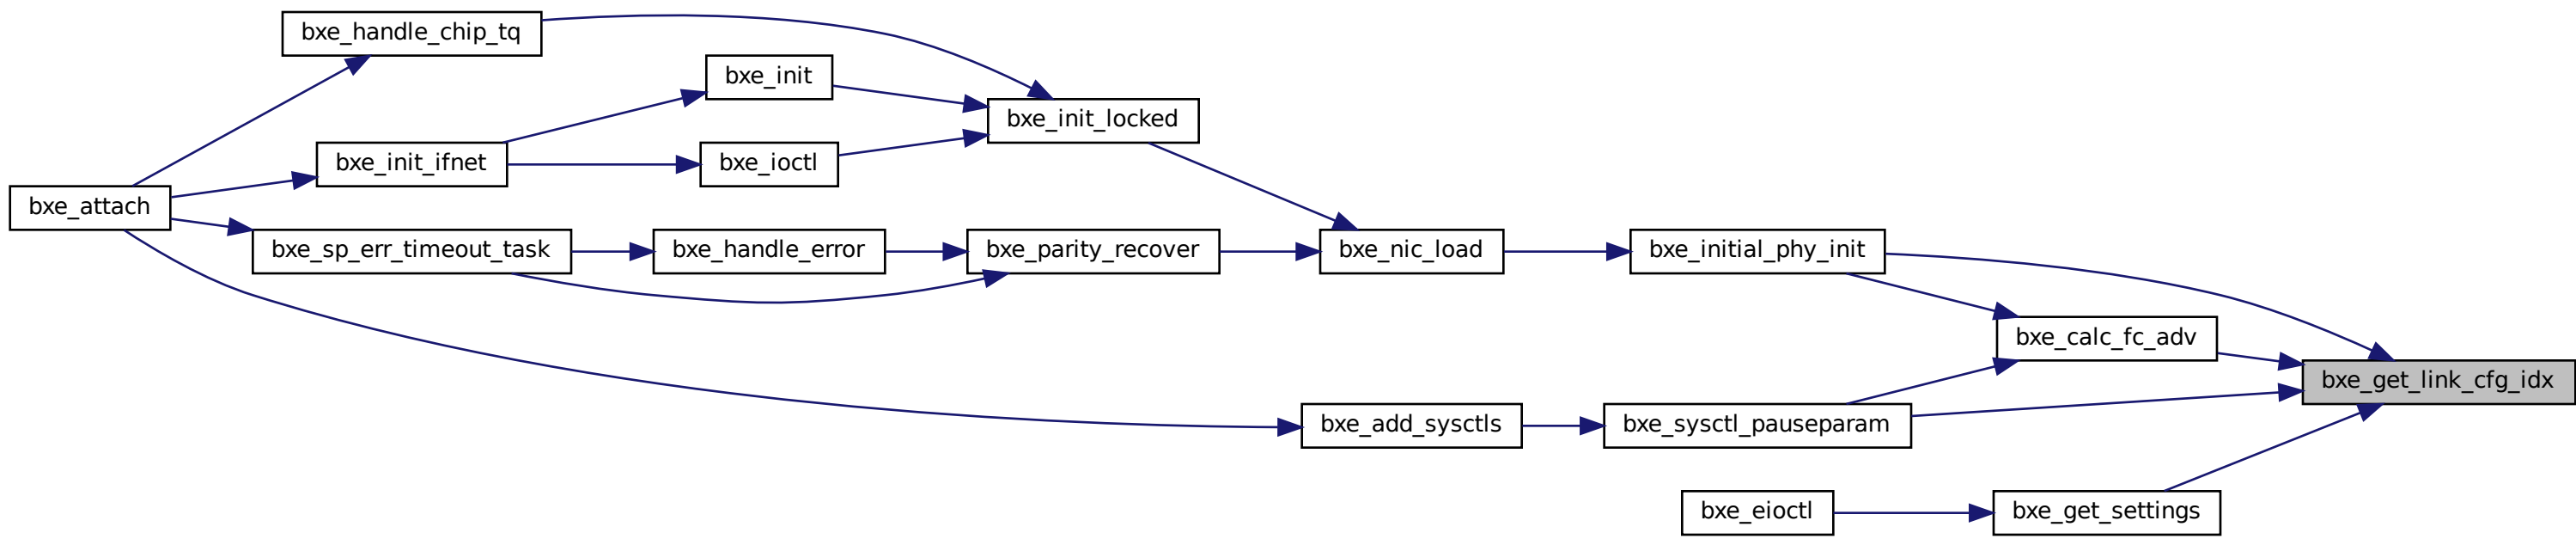 bxe_handle_chip_tq
bxe_init
bxe_init_locked
bxe_init_ifnet
bxe_ioctl
bxe_attach
bxe_sp_err_timeout_task
bxe_handle_error
bxe_parity_recover
bxe_nic_load
bxe_initial_phy_init
bxe_calc_fc_adv
bxe_get_link_cfg_idx
bxe_add_sysctls
bxe_sysctl_pauseparam
bxe_eioctl
bxe_get_settings